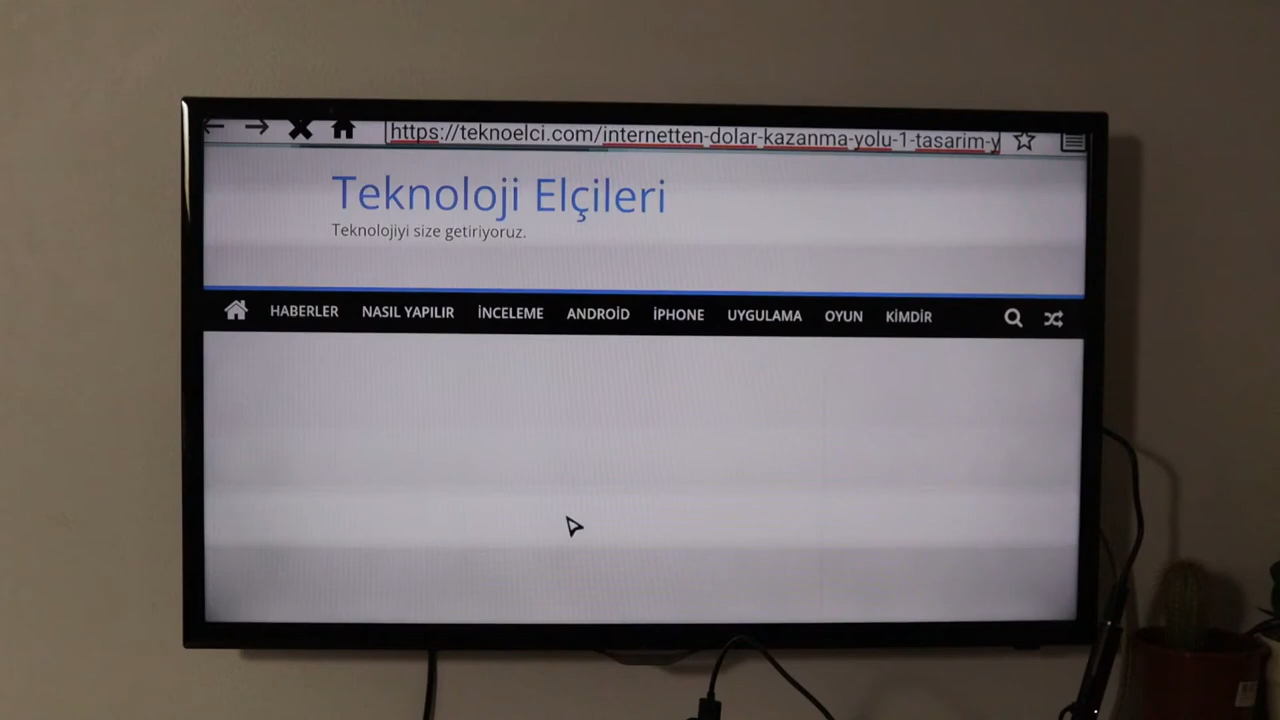 https://teknoelci.com/internetten-dolar-kazanma-yolu-1-tasarim-y
Teknoloji Elçileri
Teknolojiyi size getiriyoruz.
HABERLER NASIL YAPILIR İNCELEME ANDROİD İPHONE UYGULAMA OYUN KİMDİR